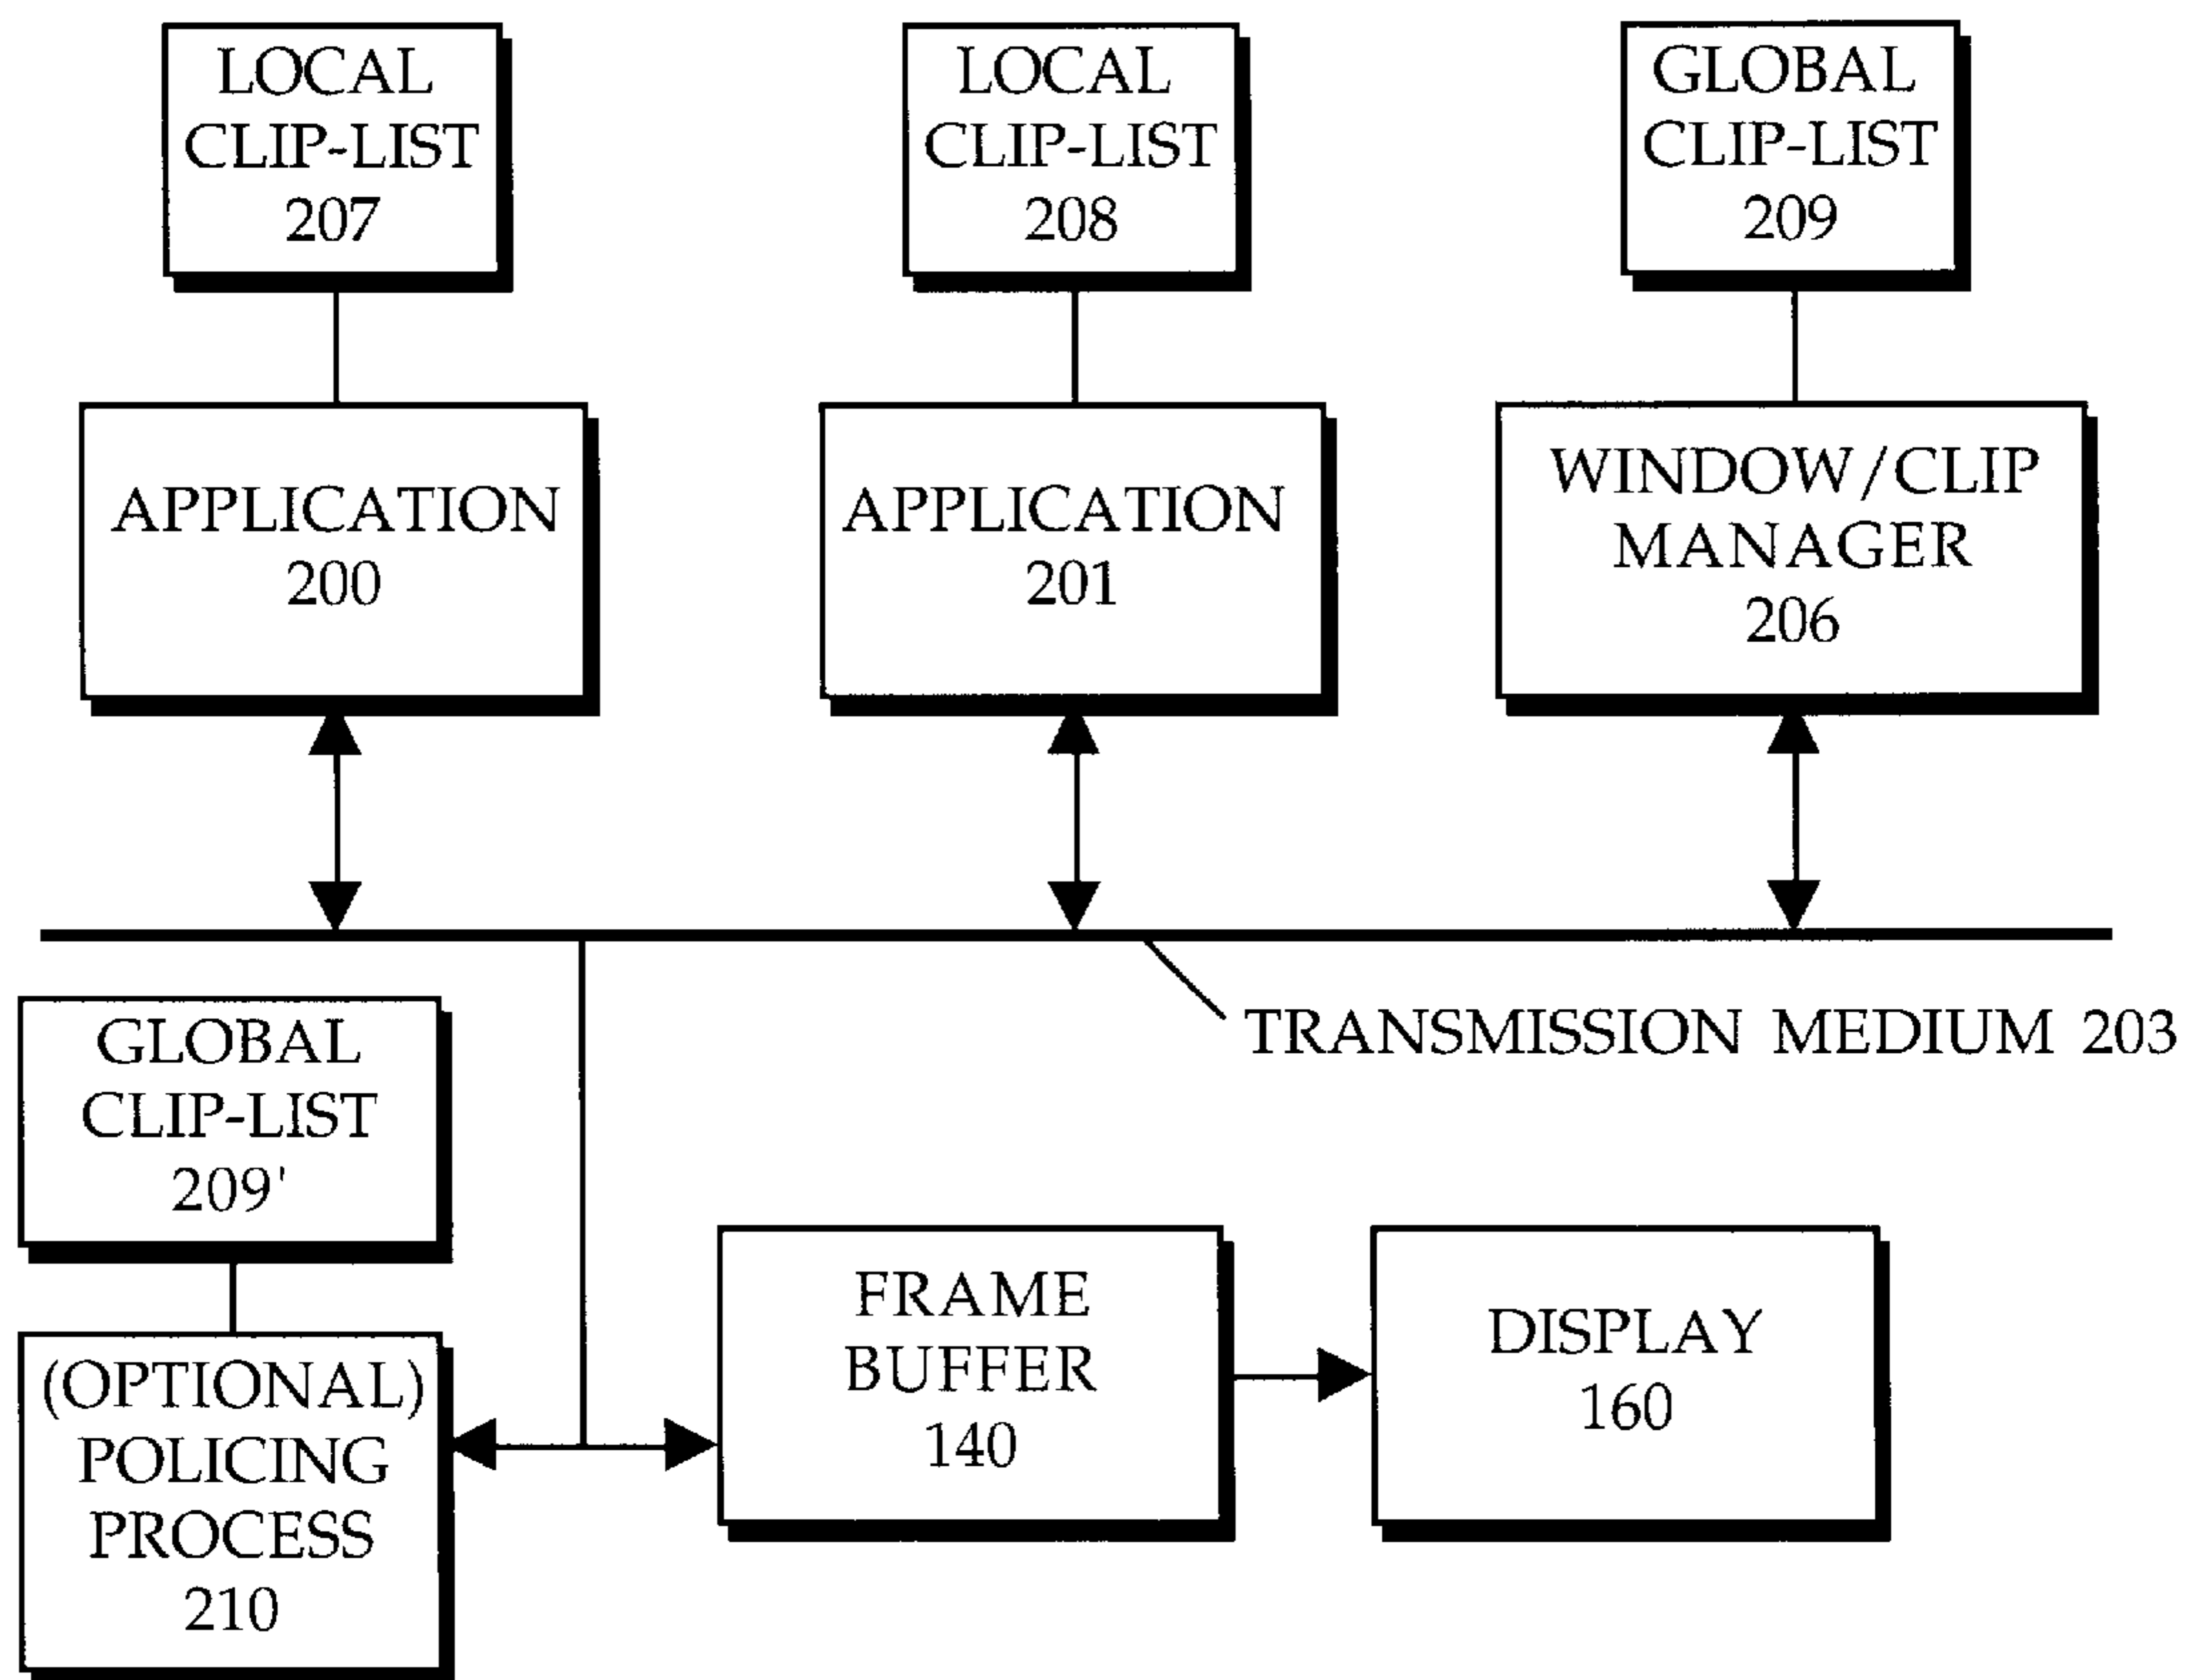 LOCAL
CLIP-LIST
207
LOCAL
CLIP-LIST
208
GLOBAL
CLIP-LIST
209
APPLICATION
200
APPLICATION
201
WINDOW/CLIP
MANAGER
206
TRANSMISSION MEDIUM 203
GLOBAL
CLIP-LIST
209'
(OPTIONAL)
POLICING
PROCESS
210
FRAME
BUFFER
140
DISPLAY
160